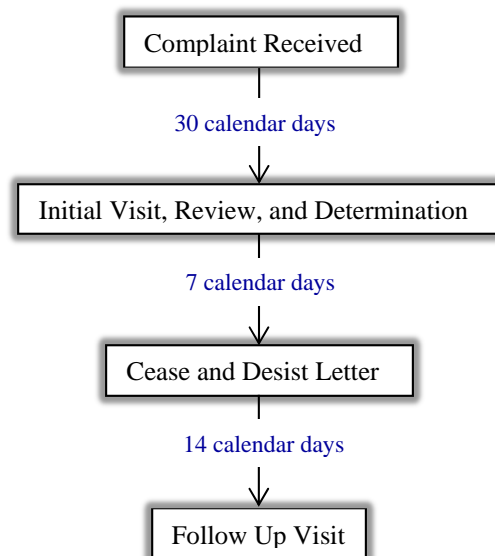 Complaint Received
30 calendar days
Initial Visit, Review, and Determination
7 calendar days
Cease and Desist Letter
14 calendar days
Follow Up Visit